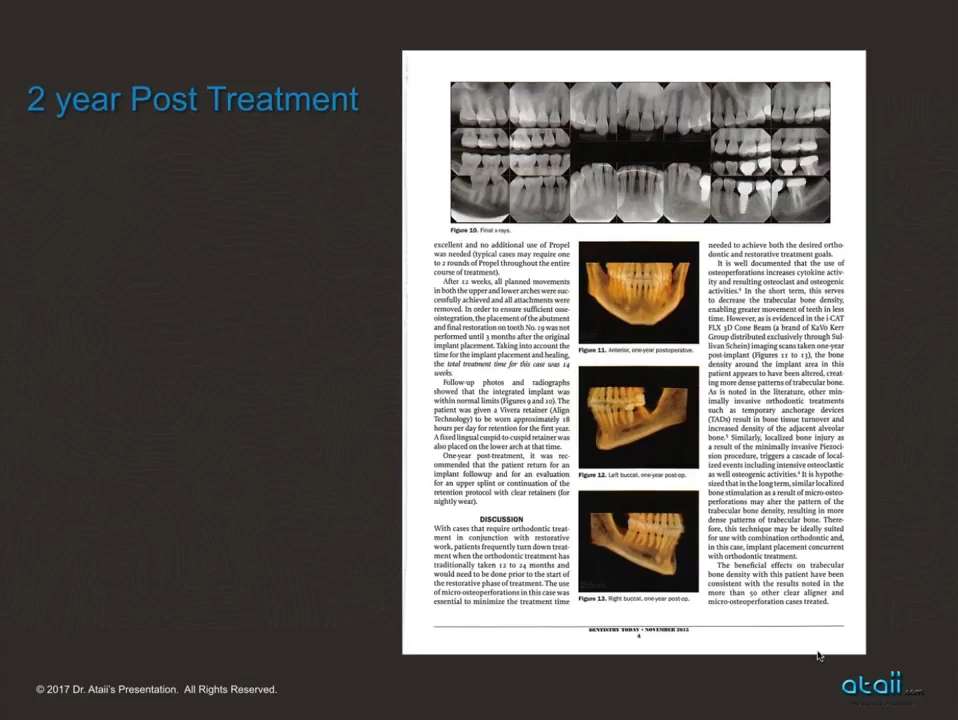 2 year Post Treatment
Figure 10. Final x-rays.
excellent and no additional use of Propel
was needed (typical cases may require one
to 2 rounds of Propel throughout the entire
course of treatment).
After 12 weeks, all planned movements
in both the upper and lower arches were suc-
cessfully achieved and all attachments were
removed. In order to ensure sufficient osse-
ointegration, the placement of the abutment
and final restoration on tooth No. 19 was not
performed until 3 months after the original
implant placement. Taking into account the
time for the implant placement and healing,
the total treatment time for this case was 14
weeks.
Follow-up photos and radiographs
showed that the integrated implant was
within normal limits (Figures 9 and 10). The
patient was given a Vivera retainer (Align
Technology) to be worn approximately 18
hours per day for retention for the first year.
A fixed lingual cuspid-to-cuspid retainer was
also placed on the lower arch at that time.
One-year post-treatment, it was rec-
ommended that the patient return for an
implant followup and for an evaluation
for an upper splint or continuation of the
retention protocol with clear retainers (for
nightly wear).
DISCUSSION
With cases that require orthodontic treat-
ment in conjunction with restorative
work, patients frequently turn down treat-
ment when the orthodontic treatment has
traditionally taken 12 to 24 months and
would need to be done prior to the start of
the restorative phase of treatment. The use
of micro-osteoperforations in this case was
essential to minimize the treatment time
Figure 11. Anterior, one-year postoperative.
Figure 12. Left buccal, one-year post-op.
Figure 13. Right buccal, one-year post-op.
needed to achieve both the desired ortho-
dontic and restorative treatment goals.
It is well documented that the use of
osteoperforations increases cytokine activ-
ity and resulting osteoclast and osteogenic
activities.⁴ In the short term, this serves
to decrease the trabecular bone density,
enabling greater movement of teeth in less
time. However, as is evidenced in the i-CAT
FLX 3D Cone Beam (a brand of KaVo Kerr
Group distributed exclusively through Sul-
livan Schein) imaging scans taken one-year
post-implant (Figures 11 to 13), the bone
density around the implant area in this
patient appears to have been altered, creat-
ing more dense patterns of trabecular bone.
As is noted in the literature, other min-
imally invasive orthodontic treatments
such as temporary anchorage devices
(TADs) result in bone tissue turnover and
increased density of the adjacent alveolar
bone.⁵ Similarly, localized bone injury as
a result of the minimally invasive Piezoci-
sion procedure, triggers a cascade of local-
ized events including intensive osteoclastic
as well osteogenic activities.⁶ It is hypothe-
sized that in the long term, similar localized
bone stimulation as a result of micro-osteo-
perforations may alter the pattern of the
trabecular bone density, resulting in more
dense patterns of trabecular bone. There-
fore, this technique may be ideally suited
for use with combination orthodontic and,
in this case, implant placement concurrent
with orthodontic treatment.
The beneficial effects on trabecular
bone density with this patient have been
consistent with the results noted in the
more than 50 other clear aligner and
micro-osteoperforation cases treated.
DENTISTRY TODAY • NOVEMBER 2015
4
© 2017 Dr. Ataii's Presentation. All Rights Reserved.
ataii.com